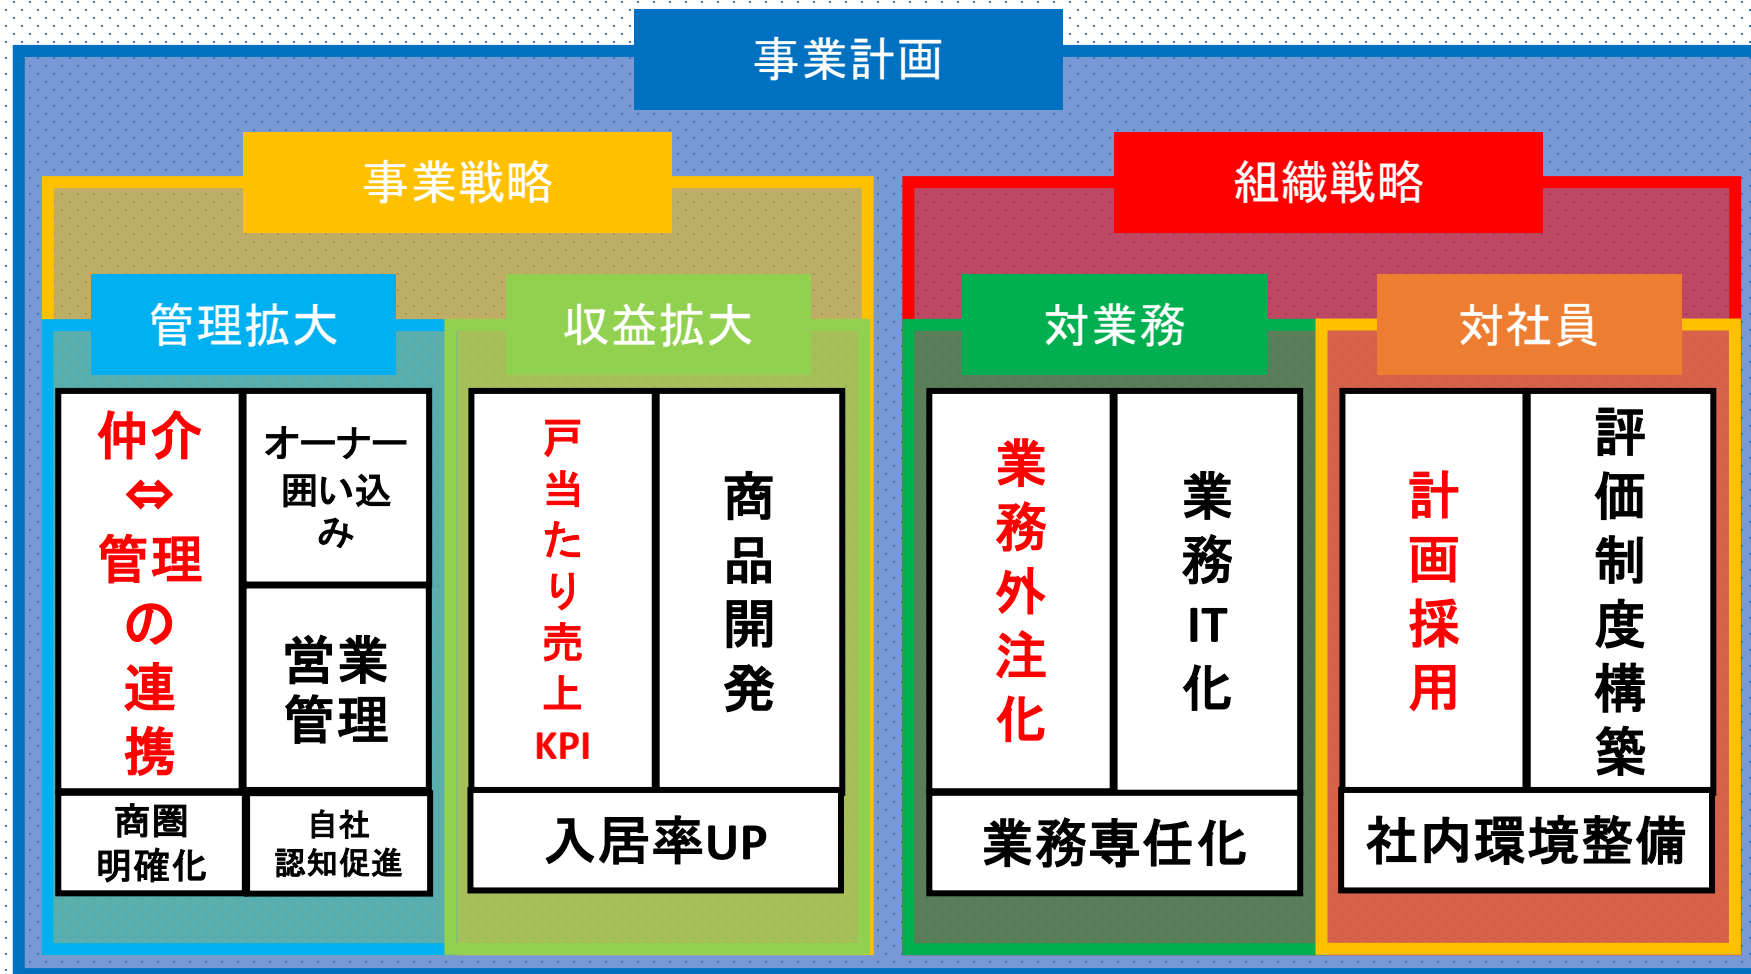 事業計画
事業戦略
組織戦略
管理拡大
収益拡大
対業務
対社員
仲介
⇔
管理
の
連
携
オーナー
囲い込
み
営業
管理
商圏
明確化
自社
認知促進
戸当たり売上
KPI
商品開発
入居率UP
業務外注化
業務IT化
業務専任化
計画採用
評価制度構築
社内環境整備